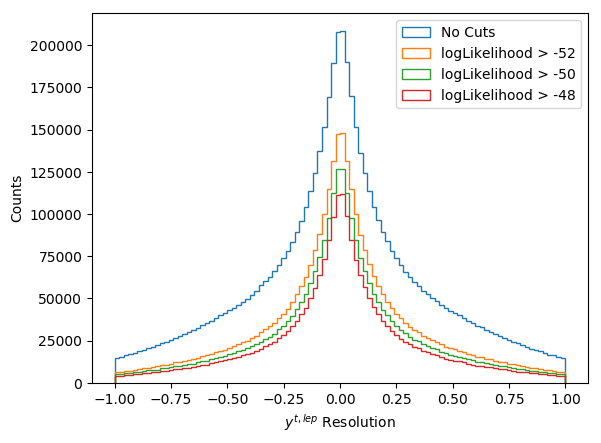 No Cuts
logLikelihood > -52
logLikelihood > -50
logLikelihood > -48
200000
175000
150000
125000
100000
75000
50000
25000
0
Counts
−1.00 −0.75 −0.50 −0.25 0.00 0.25 0.50 0.75 1.00
y^{t, lep} Resolution